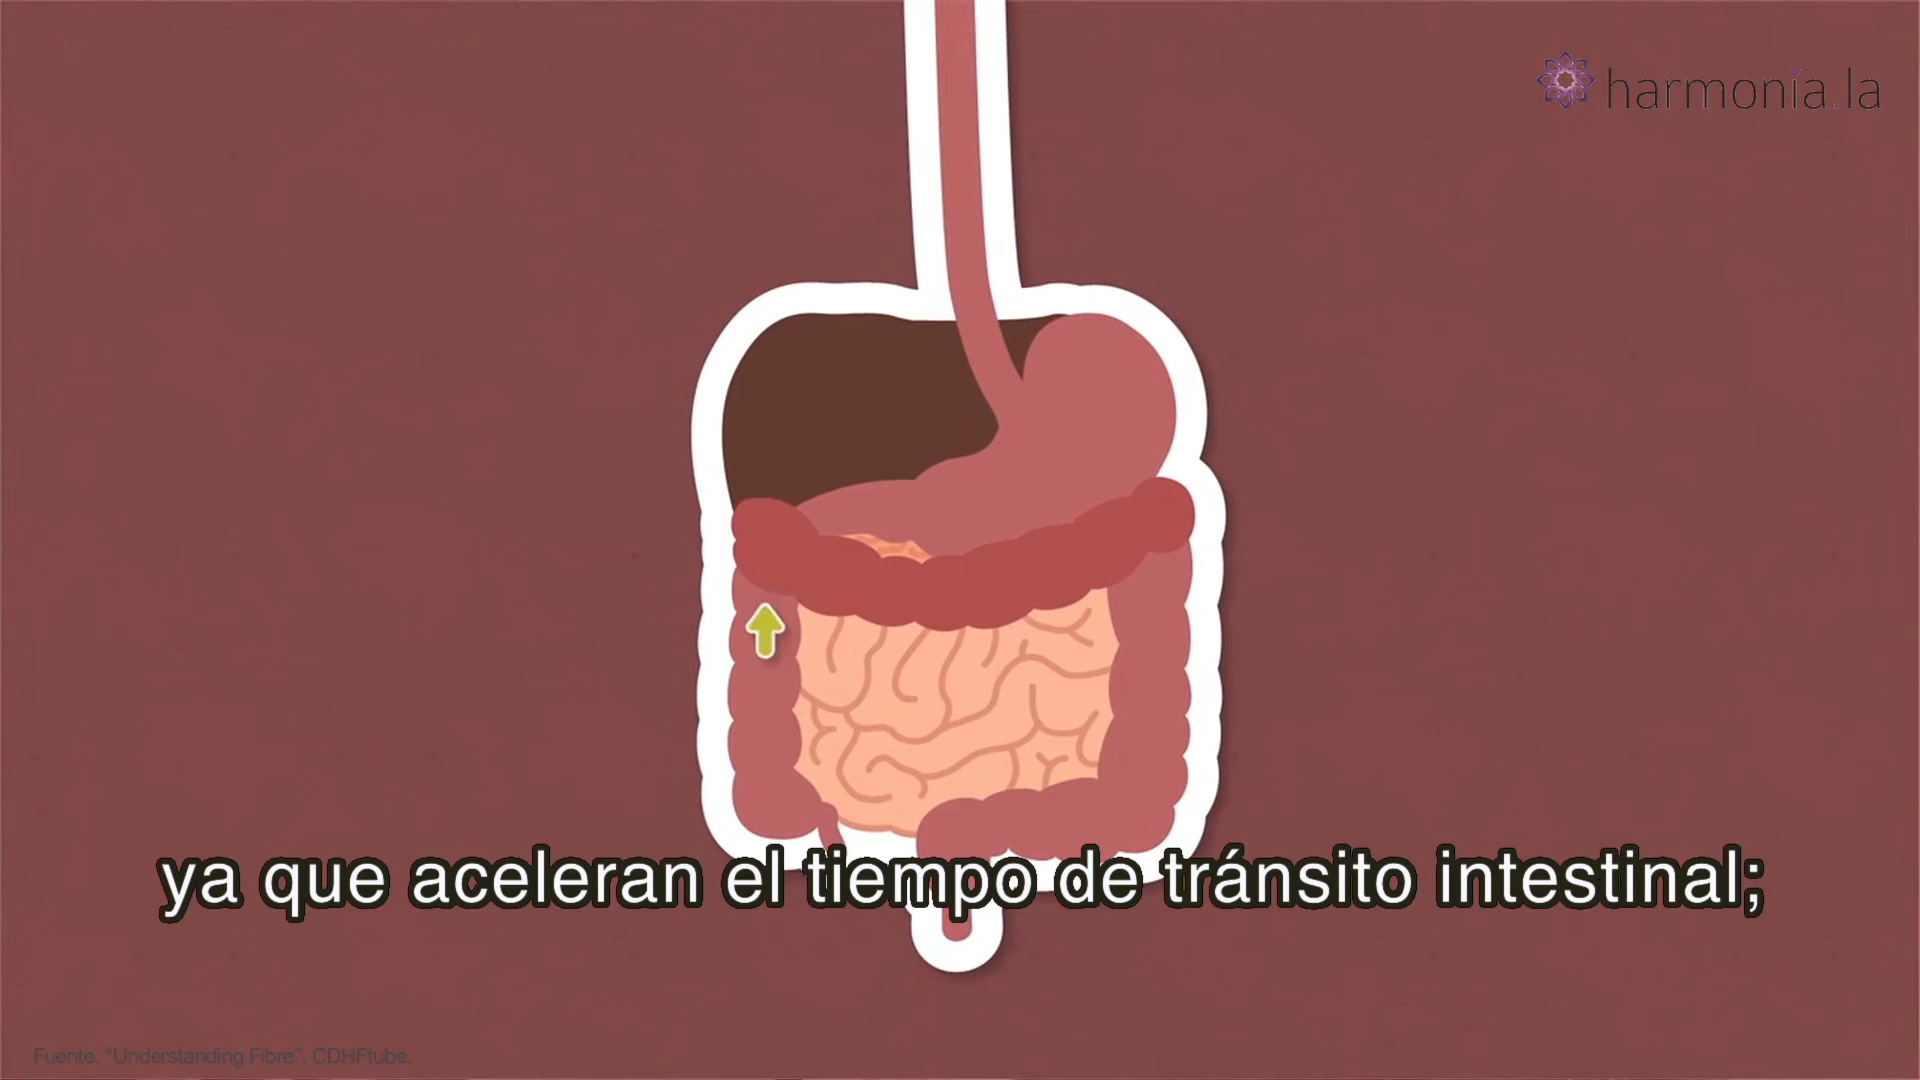 harmonia.la
ya que aceleran el tiempo de tránsito intestinal;
Fuente: "Understanding Fibre". CDHFtube.